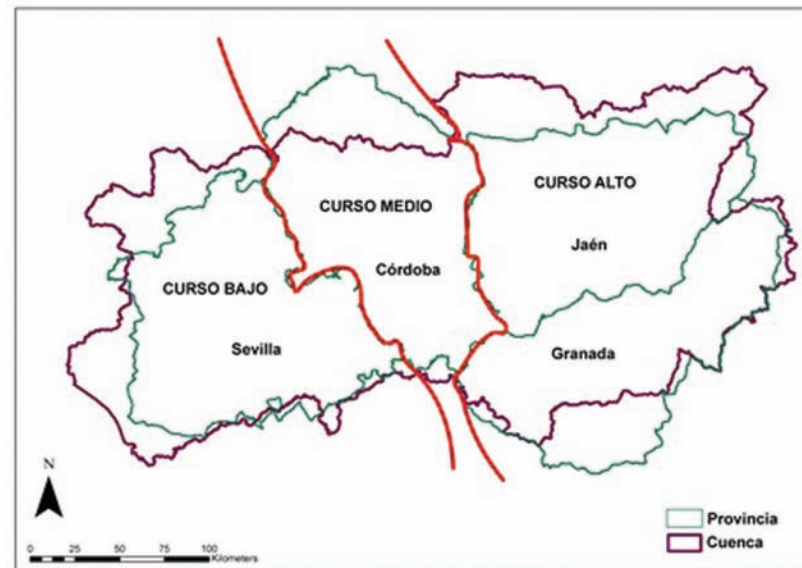 CURSO ALTO
CURSO MEDIO
Jaén
Córdoba
CURSO BAJO
Sevilla
Granada
N
Provincia
Cuenca
0 25 50 75 100
Kilometers